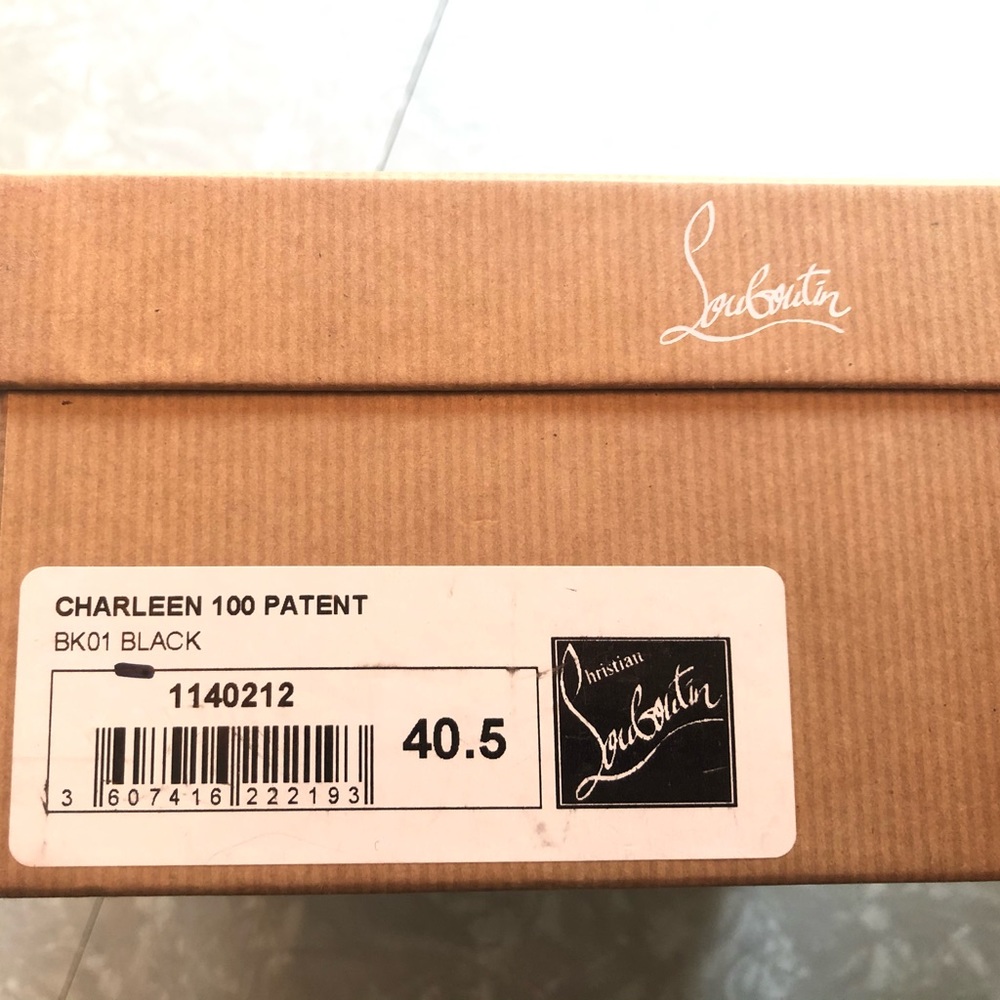 Louboutin
CHARLEEN 100 PATENT
BK01 BLACK
1140212
40.5
3 607416 222193
Christian
Louboutin